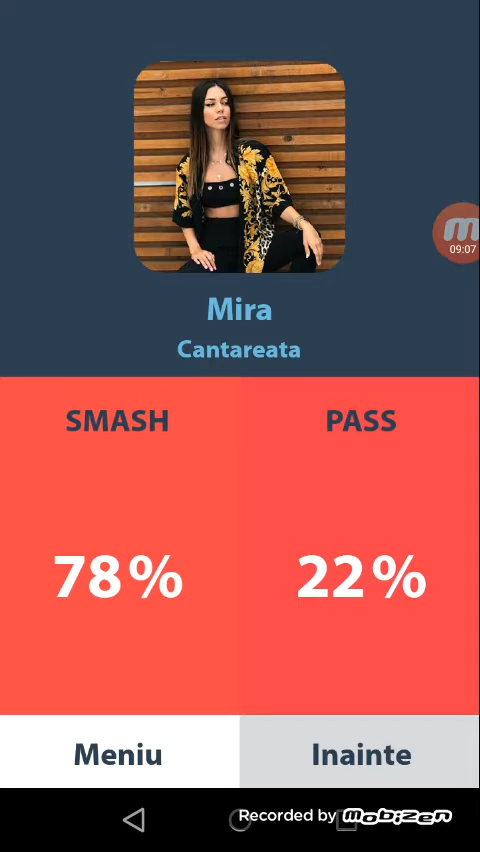 m
09:07
Mira
Cantareata
SMASH
PASS
78%
22%
Meniu
Inainte
Recorded by mobizen